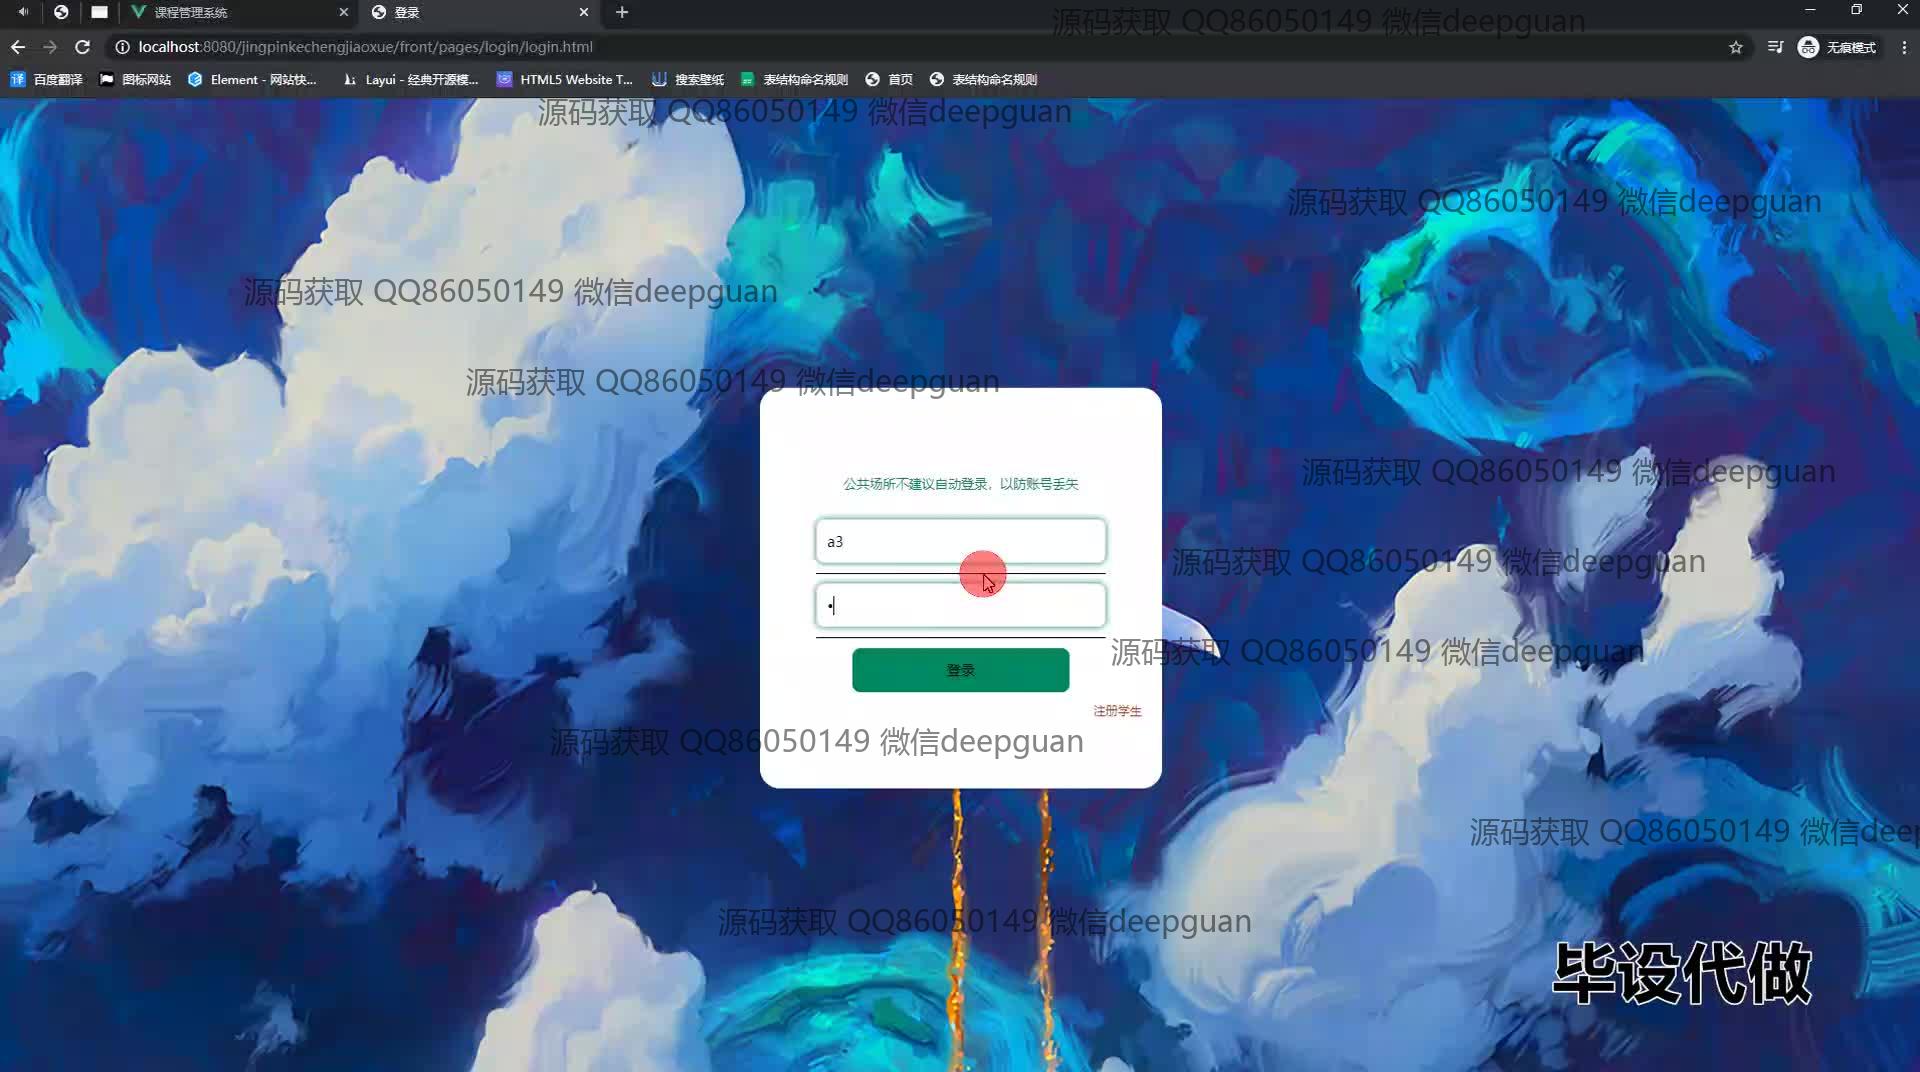 课程管理系统
登录
localhost:8080/jingpinkechengjiaoxue/front/pages/login/login.html
无痕模式
译 百度翻译
图标网站
Element - 网站快...
Layui - 经典开源模...
HTML5 Website T...
搜索壁纸
表结构命名规则
首页
表结构命名规则
源码获取 QQ86050149 微信deepguan
源码获取 QQ86050149 微信deepguan
源码获取 QQ86050149 微信deepguan
源码获取 QQ86050149 微信deepguan
源码获取 QQ86050149 微信deepguan
公共场所不建议自动登录，以防账号丢失
源码获取 QQ86050149 微信deepguan
a3
源码获取 QQ86050149 微信deepguan
源码获取 QQ86050149 微信deepguan
登录
注册学生
源码获取 QQ86050149 微信deepguan
源码获取 QQ86050149 微信deep
源码获取 QQ86050149 微信deepguan
毕设代做